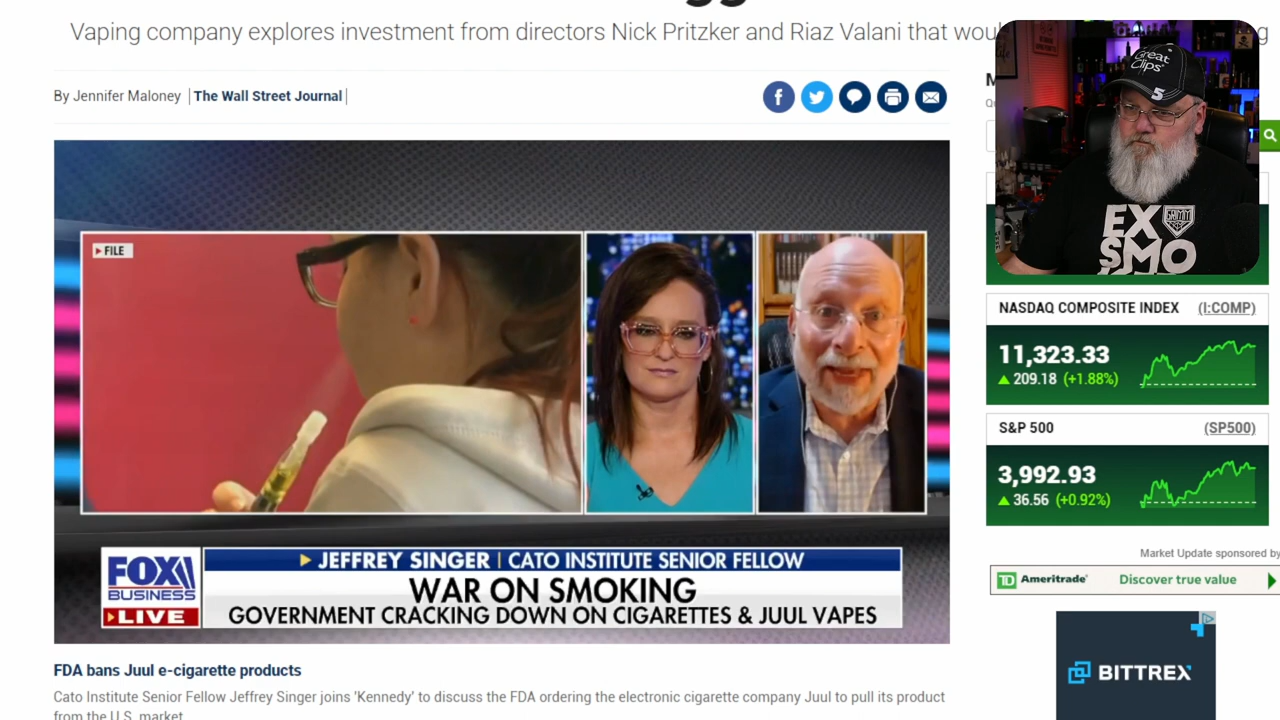 Vaping company explores investment from directors Nick Pritzker and Riaz Valani that
By Jennifer Maloney | The Wall Street Journal |
FILE
Great
Clips
5
EX
SMO
NASDAQ COMPOSITE INDEX (I:COMP)
11,323.33
209.18 (+1.88%)
S&P 500 (SP500)
3,992.93
36.56 (+0.92%)
Market Update sponsored by
TD Ameritrade Discover true value
BITTREX
JEFFREY SINGER | CATO INSTITUTE SENIOR FELLOW
FOX
BUSINESS
LIVE
WAR ON SMOKING
GOVERNMENT CRACKING DOWN ON CIGARETTES & JUUL VAPES
FDA bans Juul e-cigarette products
Cato Institute Senior Fellow Jeffrey Singer joins 'Kennedy' to discuss the FDA ordering the electronic cigarette company Juul to pull its product
from the U.S. market